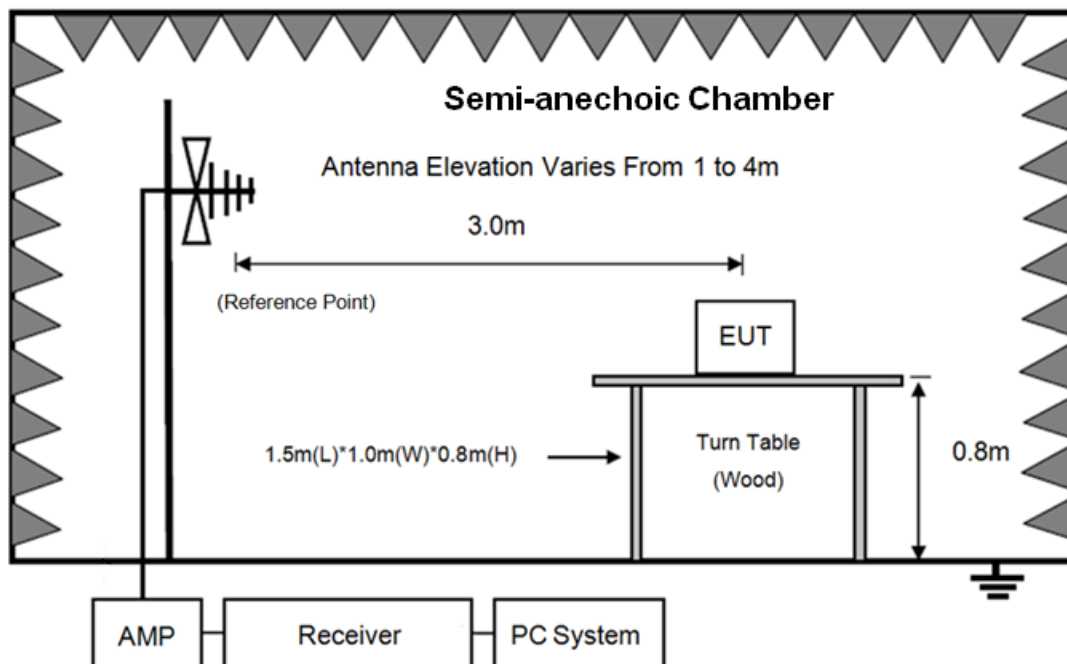 Semi-anechoic Chamber
Antenna Elevation Varies From 1 to 4m
3.0m
(Reference Point)
EUT
1.5m(L)*1.0m(W)*0.8m(H)
Turn Table
(Wood)
0.8m
AMP
Receiver
PC System